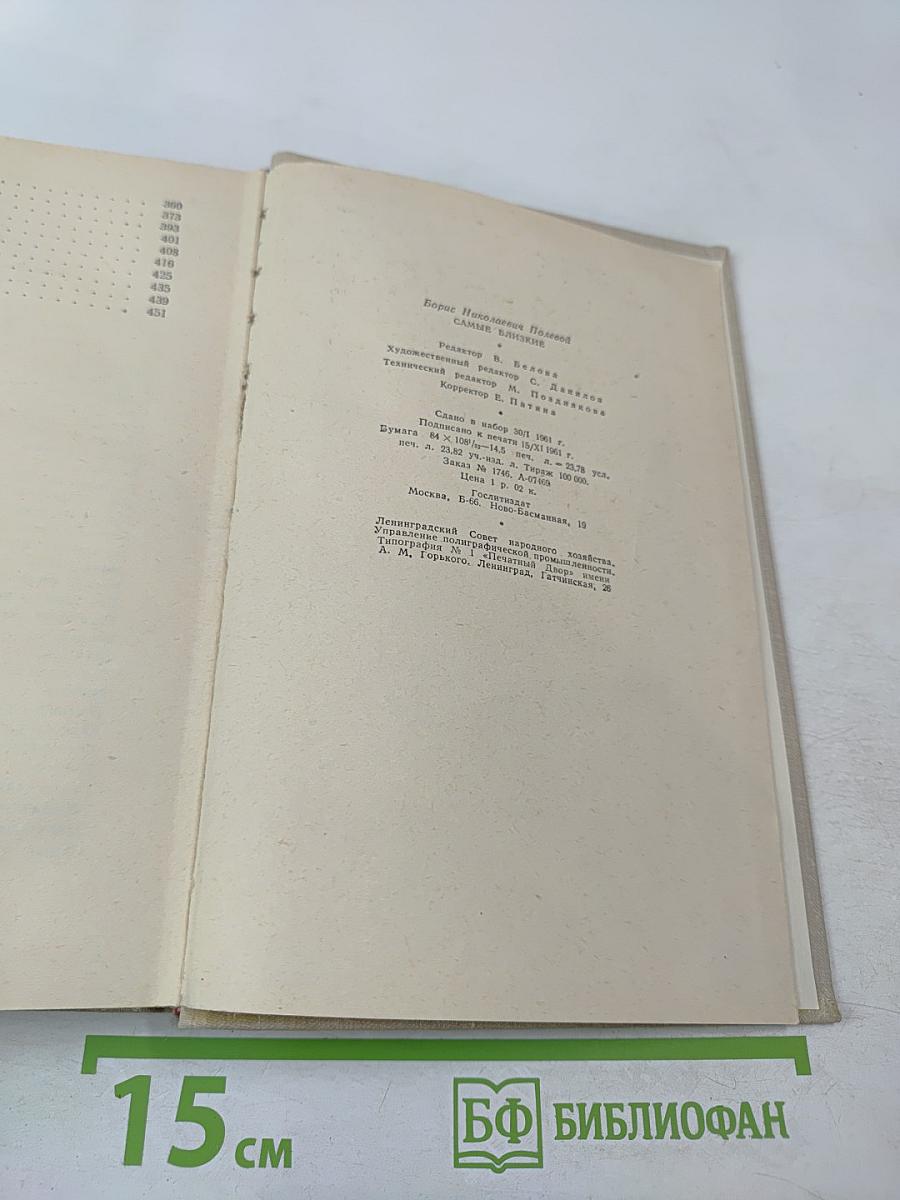 360
373
393
401
408
416
425
435
439
451
Борис Николаевич Полевой
САМЫЕ БЛИЗКИЕ
*
Редактор В. Белова
Художественный редактор С. Данилов
Технический редактор М. Позднякова
Корректор Е. Патина
*
Сдано в набор 30/I 1961 г.
Подписано к печати 15/XI 1961 г.
Бумага 84 × 108¹/₃₂—14,5 печ. л. = 23,78 усл.
печ. л. 23,82 уч.-изд. л. Тираж 100 000.
Заказ № 1746. А-07469
Цена 1 р. 02 к.
Гослитиздат
Москва, Б-66. Ново-Басманная, 19
*
Ленинградский Совет народного хозяйства.
Управление полиграфической промышленности.
Типография № 1 «Печатный Двор» имени
А. М. Горького. Ленинград, Гатчинская, 26
15 см
БФ БИБЛИОФАН